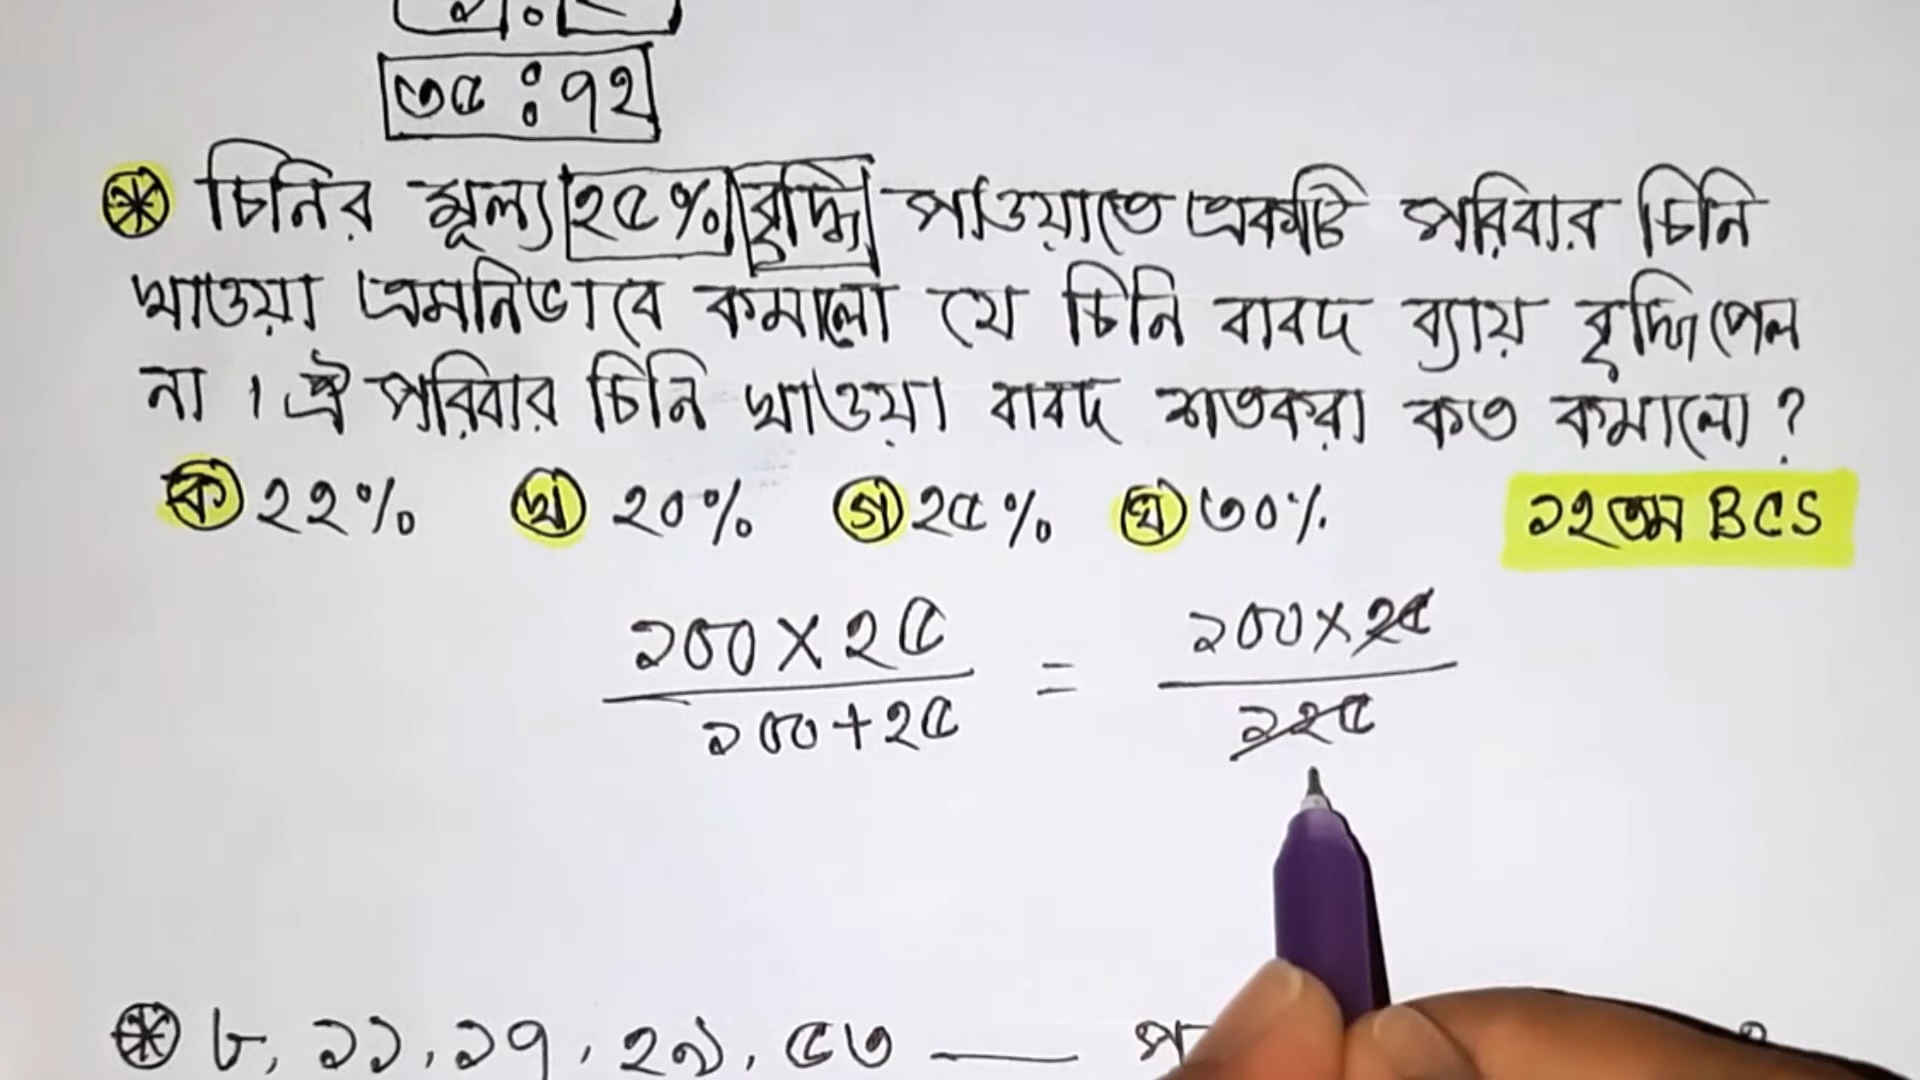 ৩৫ : ৭২
চিনির মূল্য ২৫% বৃদ্ধি পাওয়াতে একটি পরিবার চিনি
খাওয়া এমনিভাবে কমালো যে চিনি বাবদ ব্যায় বৃদ্ধি পেল
না। ঐ পরিবার চিনি খাওয়া বাবদ শতকরা কত কমালো?
ক ২২% খ ২০% গ ২৫% ঘ ৩০% ১২তম BCS
১০০×২৫ = ১০০×২৫
১০০+২৫ ১২৫
৮, ১১, ১৭, ২৯, ৫৩